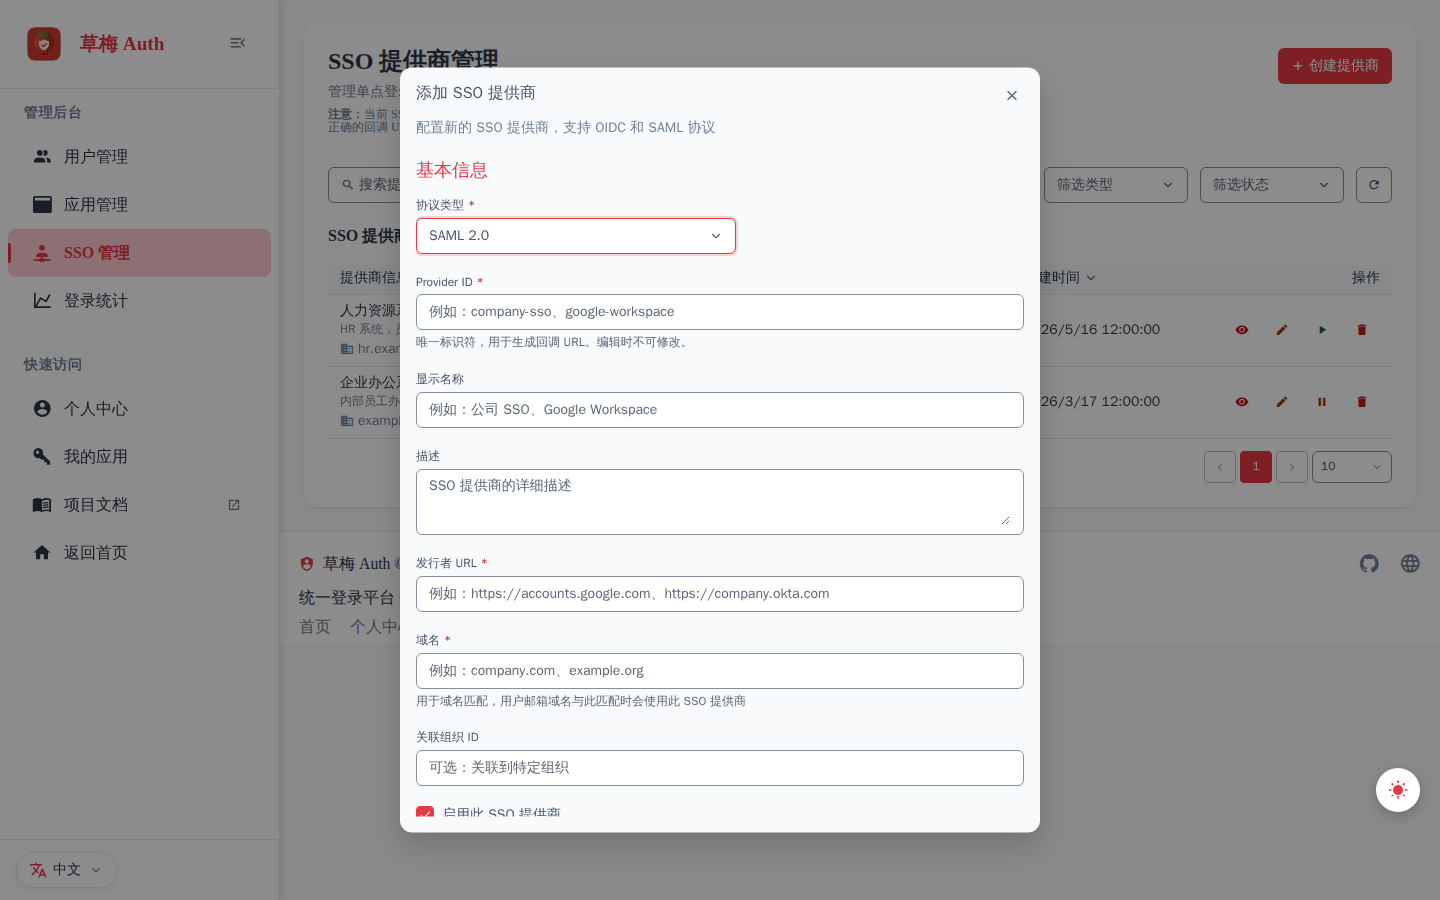 草梅 Auth
管理后台
用户管理
应用管理
SSO 管理
登录统计
快速访问
个人中心
我的应用
项目文档
返回首页
中文
SSO 提供商管理
管理单点登
注意：当前
正确的回调
创建提供商
搜索提
筛选类型
筛选状态
SSO 提供商
提供商信息
建时间
操作
人力资源
HR 系统，
hr.exar
26/5/16 12:00:00
企业办公
内部员工办
exampl
26/3/17 12:00:00
1
10
草梅 Auth ©
统一登录平台
首页
个人中
添加 SSO 提供商
配置新的 SSO 提供商，支持 OIDC 和 SAML 协议
基本信息
协议类型 *
SAML 2.0
Provider ID *
例如：company-sso、google-workspace
唯一标识符，用于生成回调 URL。编辑时不可修改。
显示名称
例如：公司 SSO、Google Workspace
描述
SSO 提供商的详细描述
发行者 URL *
例如：https://accounts.google.com、https://company.okta.com
域名 *
例如：company.com、example.org
用于域名匹配，用户邮箱域名与此匹配时会使用此 SSO 提供商
关联组织 ID
可选：关联到特定组织
启用此 SSO 提供商